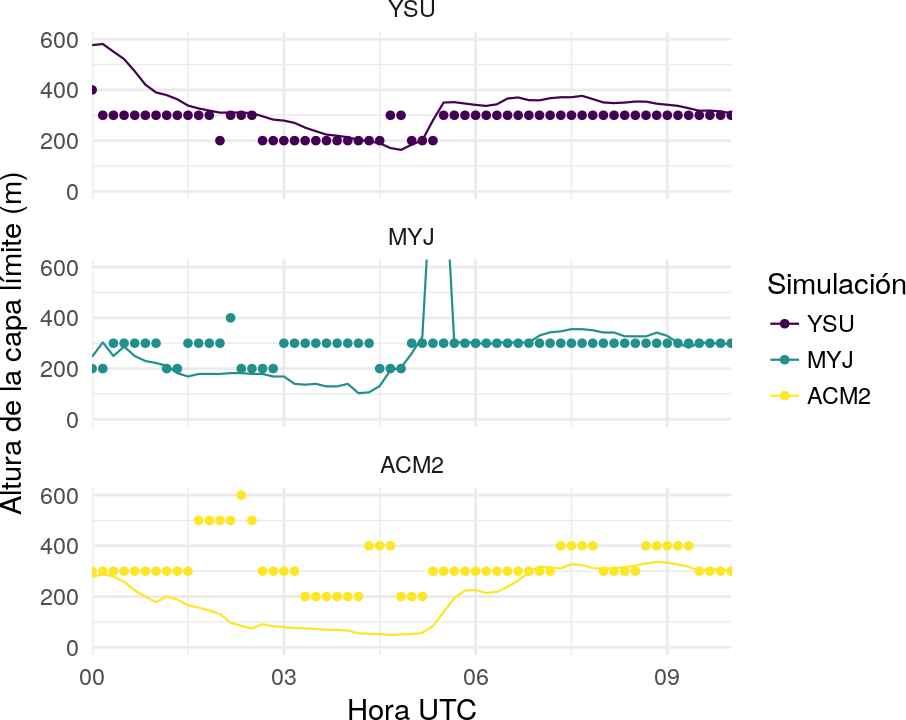 YSU
600
400
200
0
MYJ
600
400
200
0
ACM2
600
400
200
0
00 03 06 09
Hora UTC
Altura de la capa límite (m)
Simulación
YSU
MYJ
ACM2